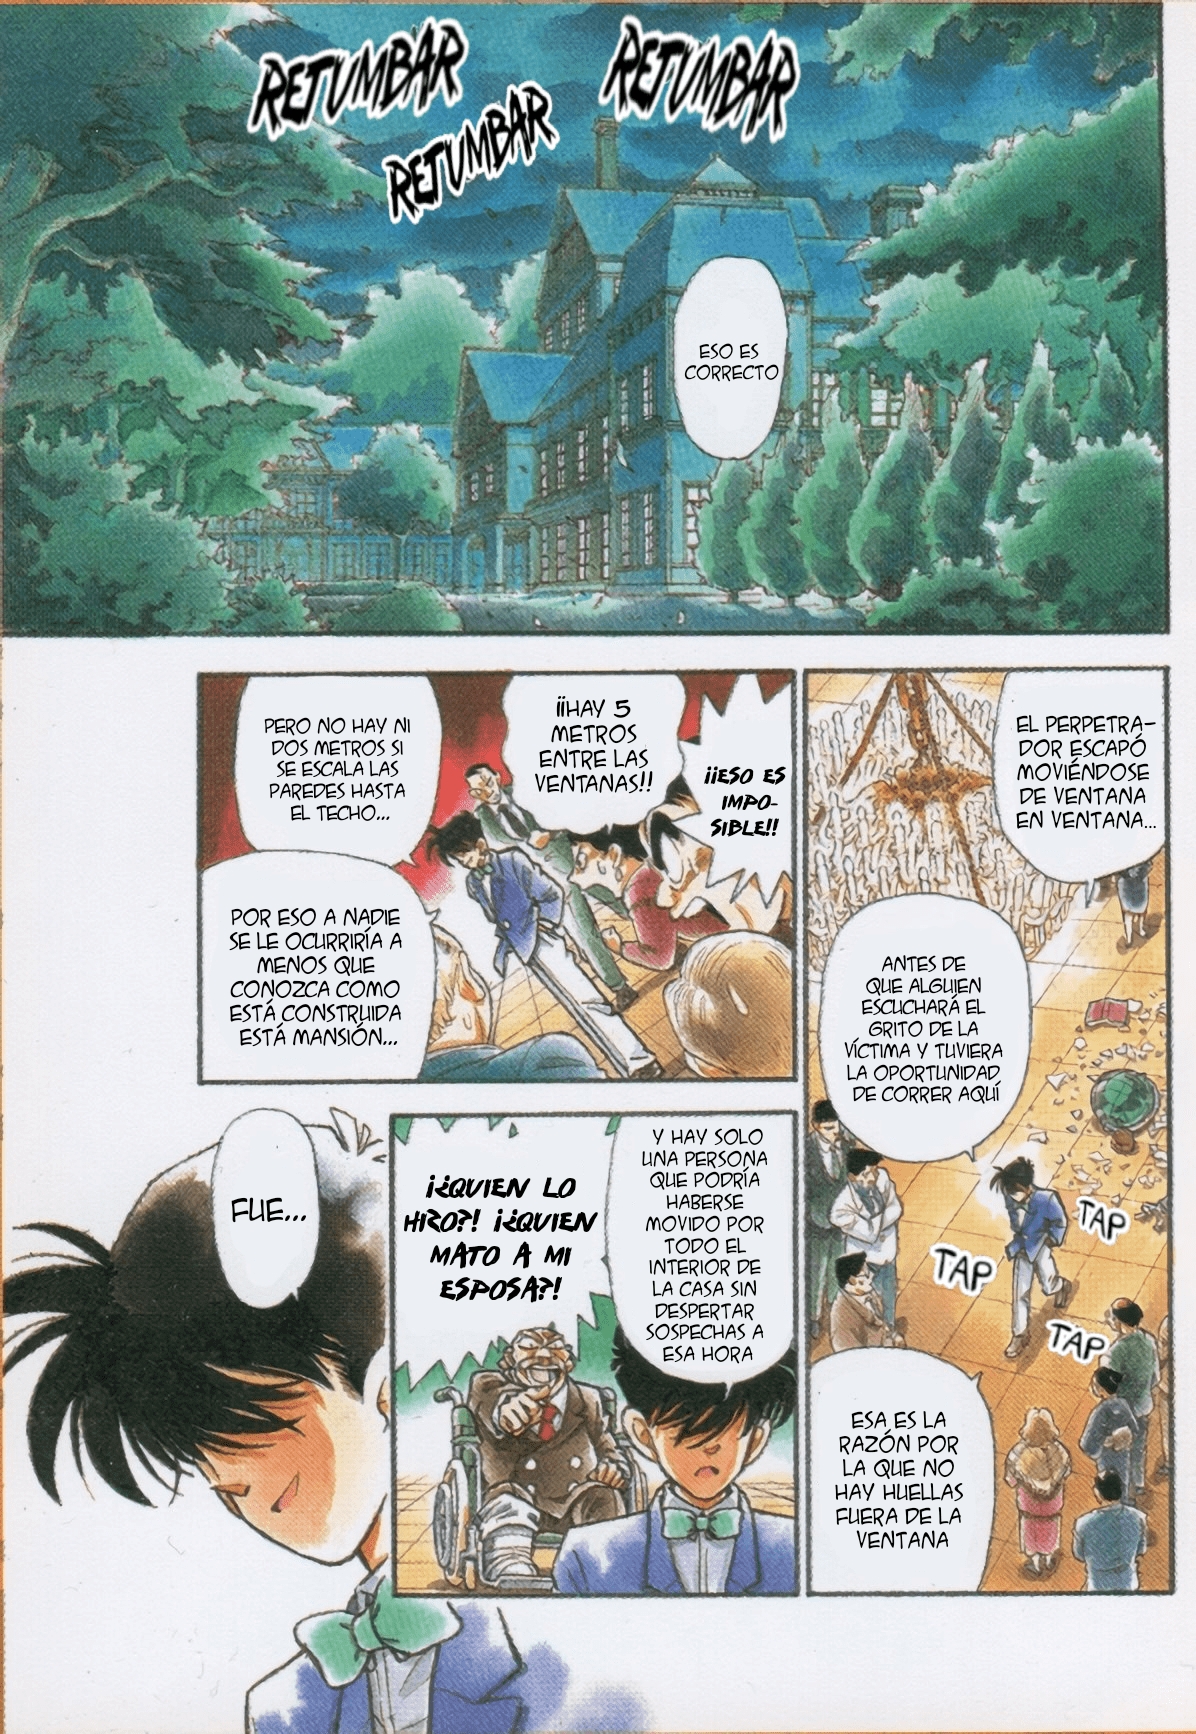 RETUMBAR
RETUMBAR
RETUMBAR
ESO ES
CORRECTO
EL PERPETRA-
DOR ESCAPÓ
MOVIÉNDOSE
DE VENTANA
EN VENTANA...
ANTES DE
QUE ALGUIEN
ESCUCHARÁ EL
GRITO DE LA
VÍCTIMA Y TUVIERA
LA OPORTUNIDAD
DE CORRER AQUÍ
TAP
TAP
TAP
ESA ES LA
RAZÓN POR
LA QUE NO
HAY HUELLAS
FUERA DE LA
VENTANA
¡¡ESO ES
IMPO-
SIBLE!!
¡¡HAY 5
METROS
ENTRE LAS
VENTANAS!!
PERO NO HAY NI
DOS METROS SI
SE ESCALA LAS
PAREDES HASTA
EL TECHO...
POR ESO A NADIE
SE LE OCURRIRÍA A
MENOS QUE
CONOZCA COMO
ESTÁ CONSTRUIDA
ESTÁ MANSIÓN...
Y HAY SOLO
UNA PERSONA
QUE PODRÍA
HABERSE
MOVIDO POR
TODO EL
INTERIOR DE
LA CASA SIN
DESPERTAR
SOSPECHAS A
ESA HORA
¡¿QUIEN LO
HIZO?! ¡¿QUIEN
MATO A MI
ESPOSA?!
FUE...